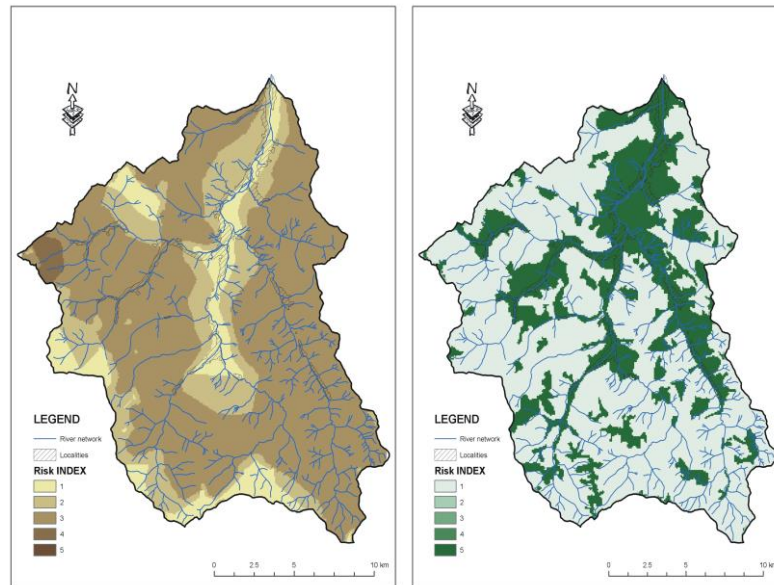 N
LEGEND
River network
Localities
Risk INDEX
1
2
3
4
5
0 2.5 5 10 km
N
LEGEND
River network
Localities
Risk INDEX
1
2
3
4
5
0 2.5 5 10 km